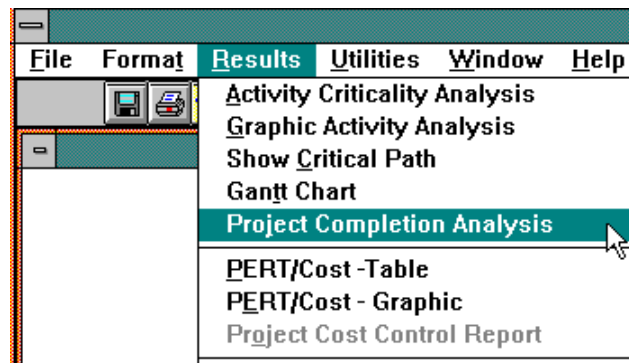 File Format Results Utilities Window Help
Activity Criticality Analysis
Graphic Activity Analysis
Show Critical Path
Gantt Chart
Project Completion Analysis
PERT/Cost -Table
PERT/Cost - Graphic
Project Cost Control Report